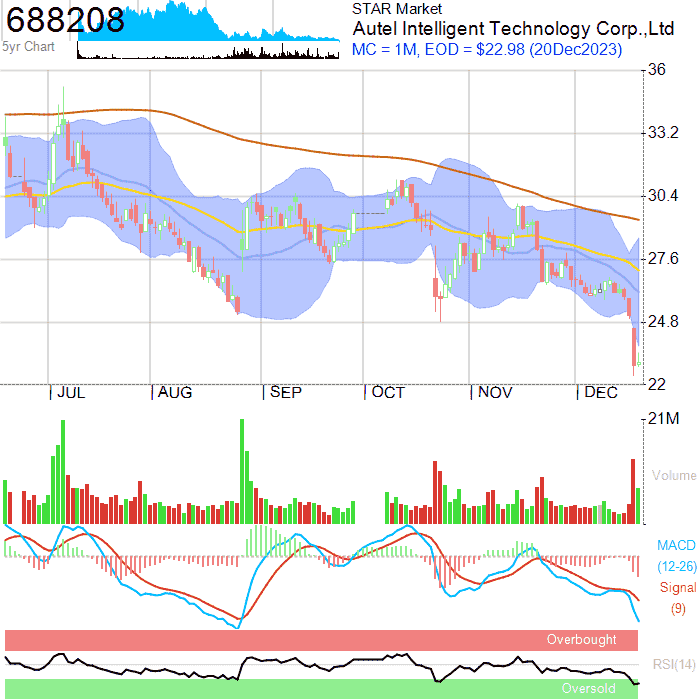 688208
5yr Chart
STAR Market
Autel Intelligent Technology Corp.,Ltd
MC = 1M, EOD = $22.98 (20Dec2023)
36
33.2
30.4
27.6
24.8
22
JUL
AUG
SEP
OCT
NOV
DEC
21M
Volume
MACD
(12-26)
Signal
(9)
Overbought
RSI(14)
Oversold